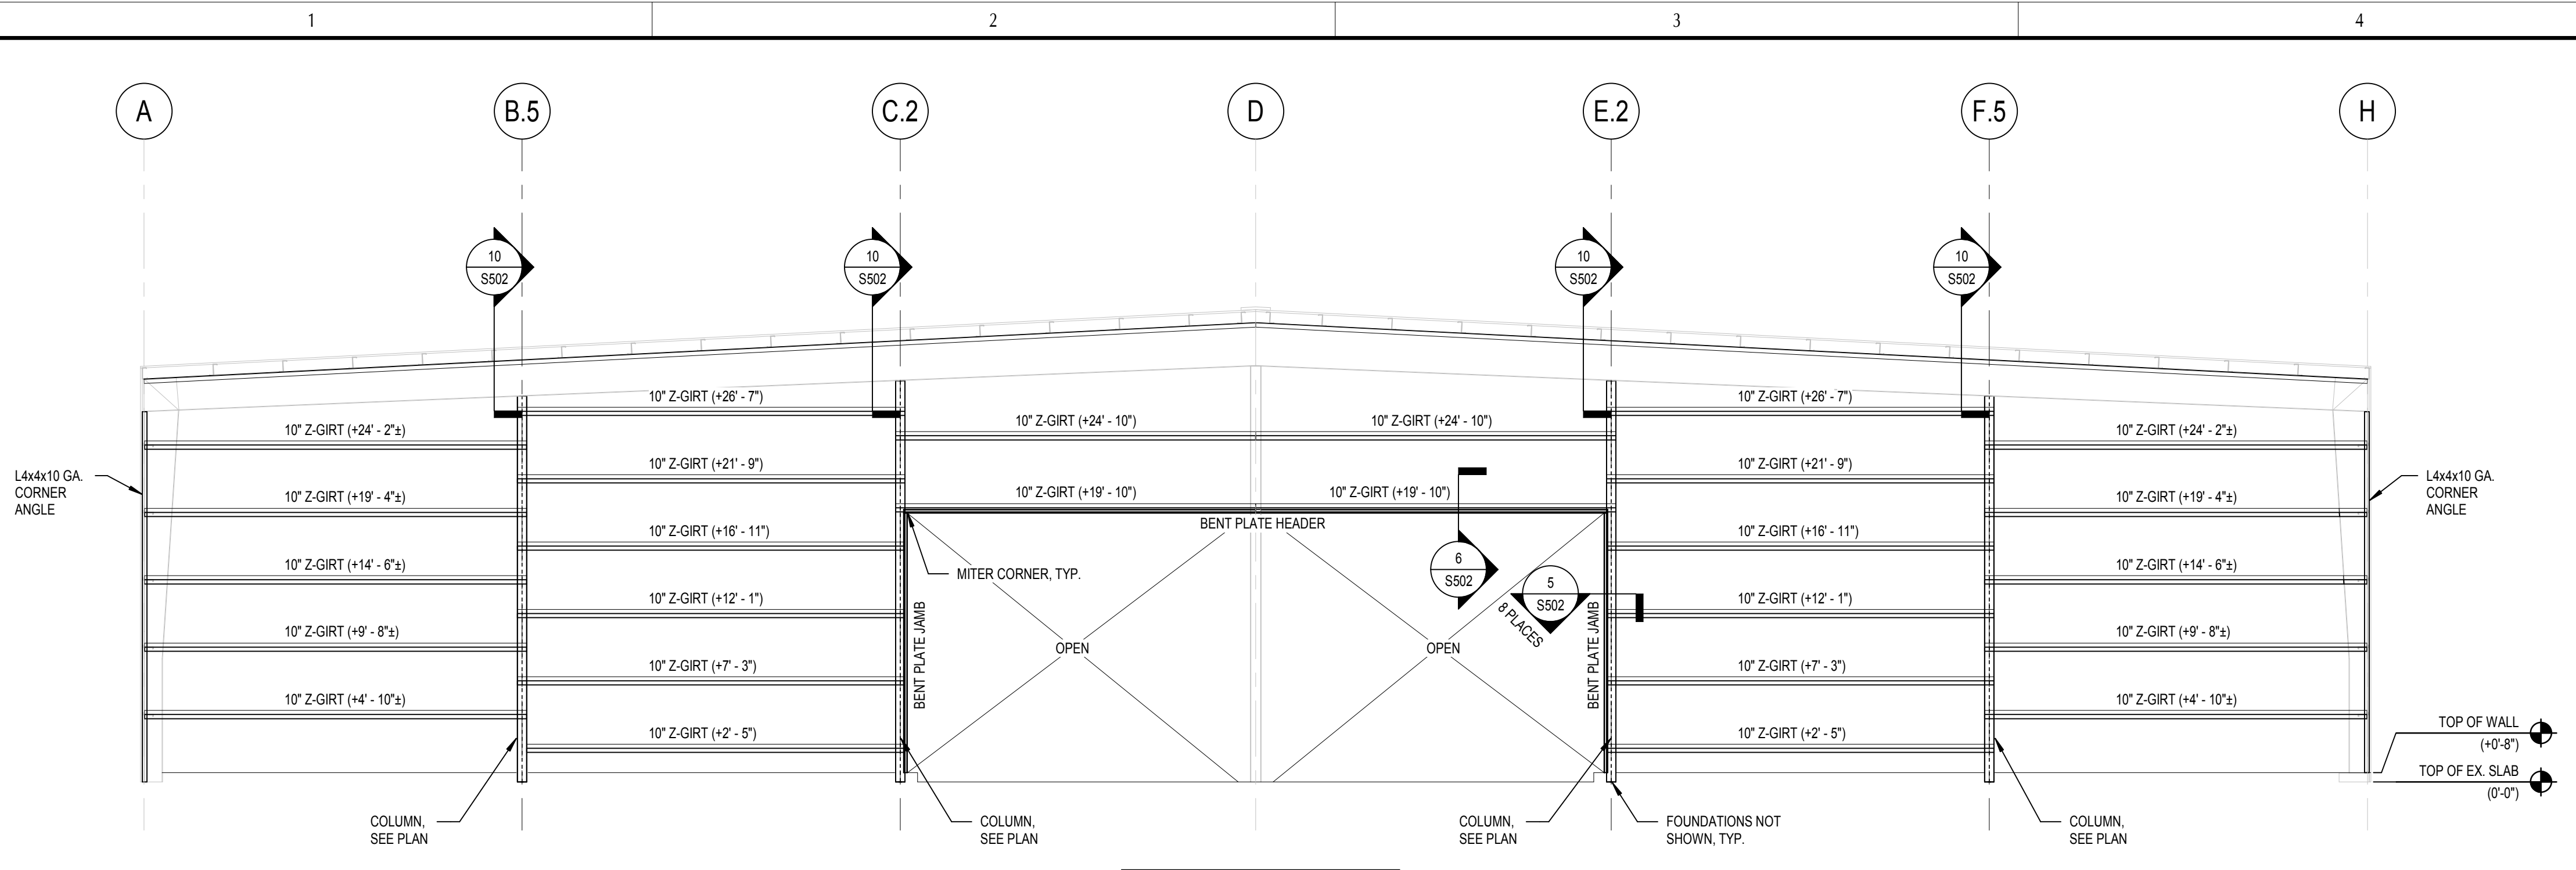 1 2 3 4
A B.5 C.2 D E.2 F.5 H
10 10 10 10
S502 S502 S502 S502
10" Z-GIRT (+26' - 7") 10" Z-GIRT (+26' - 7")
10" Z-GIRT (+24' - 2"±) 10" Z-GIRT (+24' - 10") 10" Z-GIRT (+24' - 10") 10" Z-GIRT (+24' - 2"±)
10" Z-GIRT (+21' - 9") 10" Z-GIRT (+21' - 9")
L4x4x10 GA.
CORNER
ANGLE
10" Z-GIRT (+19' - 4"±) 10" Z-GIRT (+19' - 10") 10" Z-GIRT (+19' - 10") 10" Z-GIRT (+19' - 4"±)
L4x4x10 GA.
CORNER
ANGLE
BENT PLATE HEADER
10" Z-GIRT (+16' - 11") 10" Z-GIRT (+16' - 11")
10" Z-GIRT (+14' - 6"±) 10" Z-GIRT (+14' - 6"±)
MITER CORNER, TYP.
6
S502
5
S502
8 PLACES
10" Z-GIRT (+12' - 1") 10" Z-GIRT (+12' - 1")
10" Z-GIRT (+9' - 8"±) 10" Z-GIRT (+9' - 8"±)
BENT PLATE JAMB
OPEN OPEN
BENT PLATE JAMB
10" Z-GIRT (+7' - 3") 10" Z-GIRT (+7' - 3")
10" Z-GIRT (+4' - 10"±) 10" Z-GIRT (+4' - 10"±)
10" Z-GIRT (+2' - 5") 10" Z-GIRT (+2' - 5")
TOP OF WALL
(+0'-8")
TOP OF EX. SLAB
(0'-0")
COLUMN,
SEE PLAN
COLUMN,
SEE PLAN
COLUMN,
SEE PLAN
FOUNDATIONS NOT
SHOWN, TYP.
COLUMN,
SEE PLAN